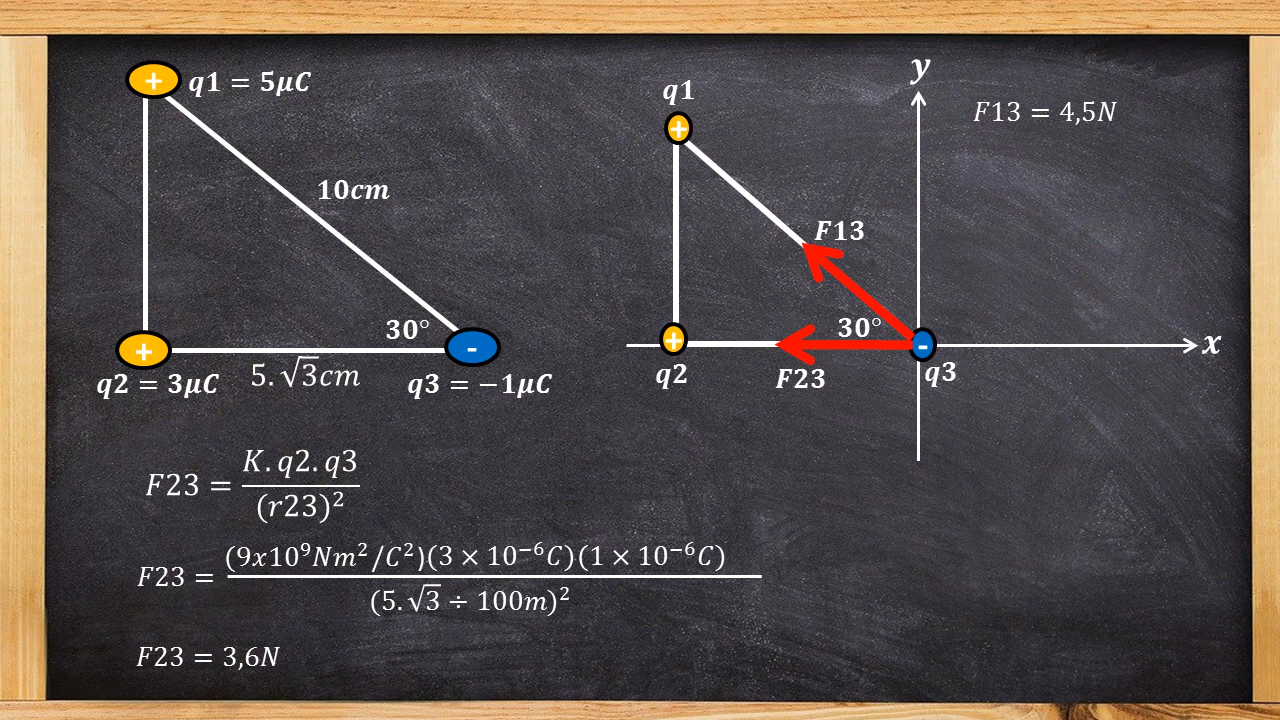 + q1 = 5μC
10cm
30°
+ -
q2 = 3μC 5.√3cm q3 = −1μC
y
q1
+
F13 = 4,5N
F13
30°
+ - x
q2 F23 q3
F23 = K.q2.q3 / (r23)²
F23 = (9x10⁹Nm²/C²)(3 × 10⁻⁶C)(1 × 10⁻⁶C) / (5.√3 ÷ 100m)²
F23 = 3,6N